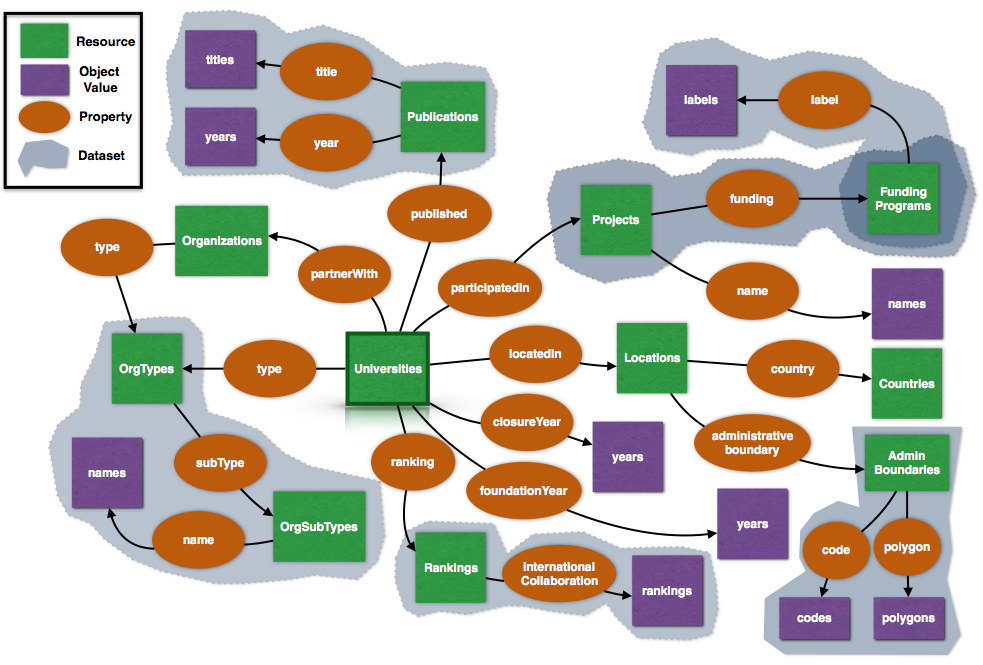 Resource
Object
Value
Property
Dataset
titles
title
years
year
Publications
labels
label
published
Projects
funding
Funding
Programs
type
Organizations
partnerWith
participatedIn
name
names
OrgTypes
type
Universities
locatedIn
Locations
country
Countries
closureYear
years
administrative
boundary
Admin
Boundaries
names
subType
ranking
foundationYear
years
name
OrgSubTypes
Rankings
International
Collaboration
rankings
code
polygon
codes
polygons